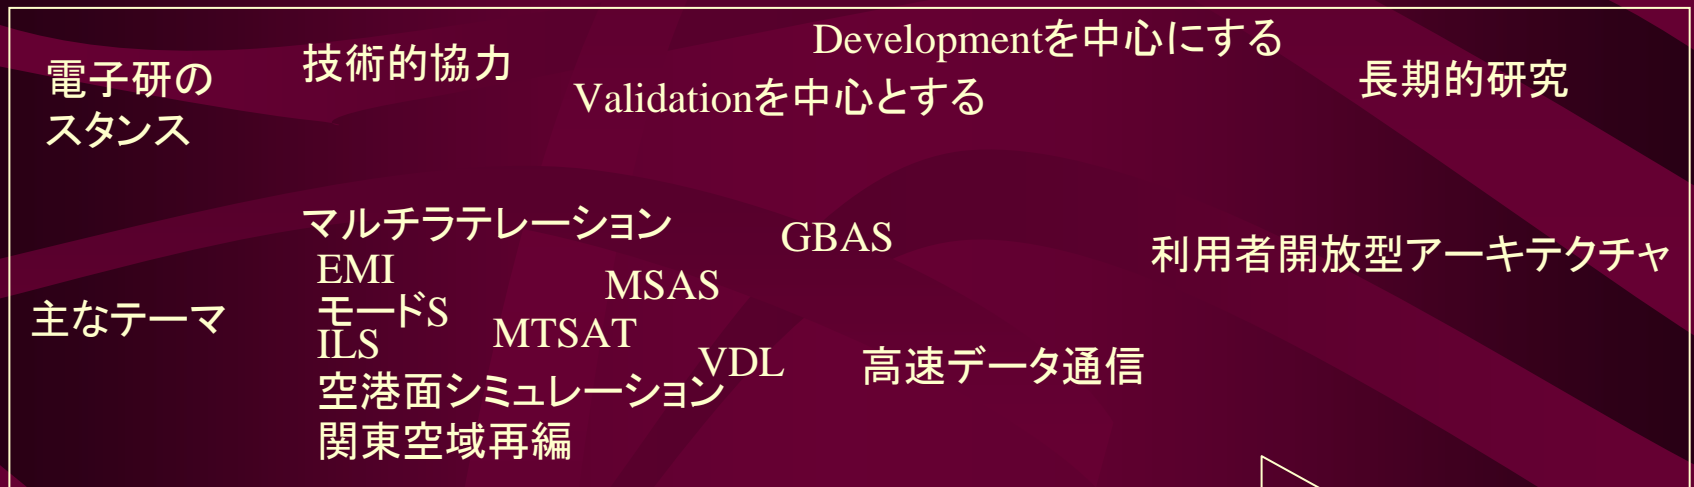 電子研の
スタンス
技術的協力
Validationを中心とする
Developmentを中心にする
長期的研究
主なテーマ
マルチラテレーション
EMI
モードS
ILS
空港面シミュレーション
関東空域再編
MTSAT
MSAS
VDL
GBAS
高速データ通信
利用者開放型アーキテクチャ